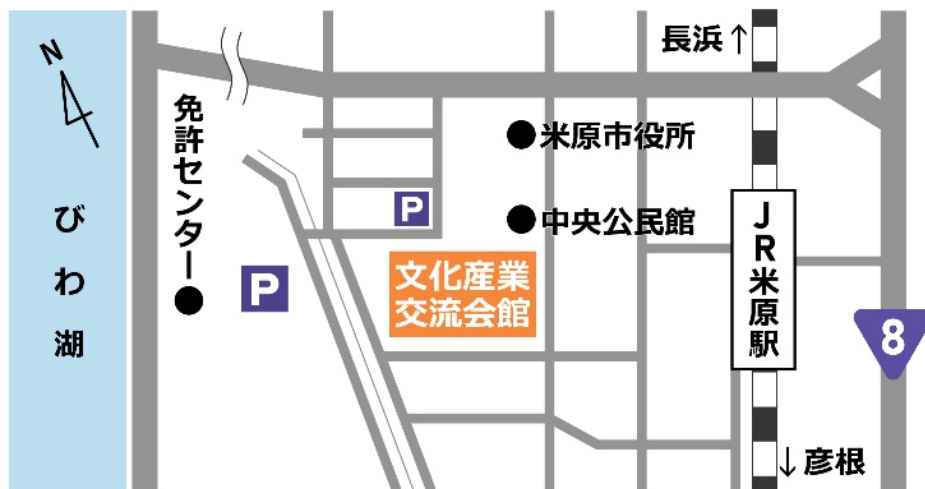 N
長浜↑
免許センター
米原市役所
P
中央公民館
びわ湖
P
文化産業
交流会館
JR米原駅
8
↓彦根